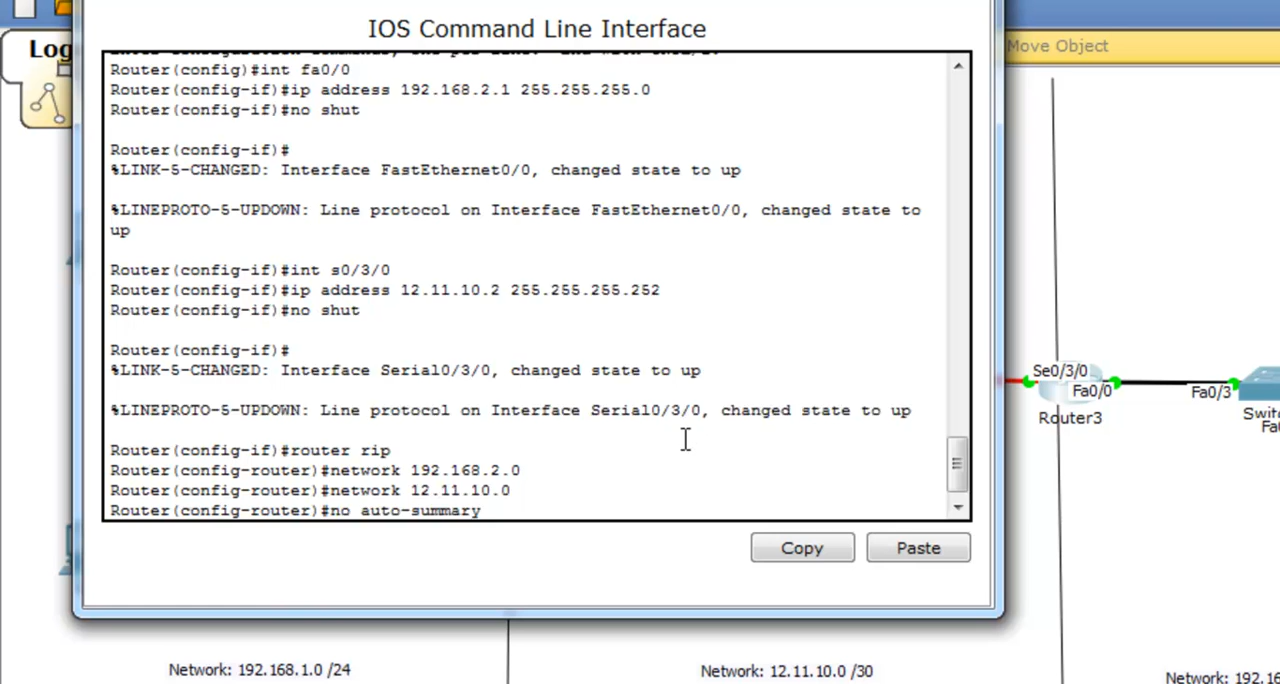 IOS Command Line Interface
Move Object
Log
Router(config)#int fa0/0
Router(config-if)#ip address 192.168.2.1 255.255.255.0
Router(config-if)#no shut
Router(config-if)#
%LINK-5-CHANGED: Interface FastEthernet0/0, changed state to up
%LINEPROTO-5-UPDOWN: Line protocol on Interface FastEthernet0/0, changed state to
up
Router(config-if)#int s0/3/0
Router(config-if)#ip address 12.11.10.2 255.255.255.252
Router(config-if)#no shut
Router(config-if)#
%LINK-5-CHANGED: Interface Serial0/3/0, changed state to up
%LINEPROTO-5-UPDOWN: Line protocol on Interface Serial0/3/0, changed state to up
Router(config-if)#router rip
Router(config-router)#network 192.168.2.0
Router(config-router)#network 12.11.10.0
Router(config-router)#no auto-summary
Copy
Paste
Se0/3/0
Fa0/0
Router3
Fa0/3
Swit
Fa
Network: 192.168.1.0 /24
Network: 12.11.10.0 /30
Network: 192.16